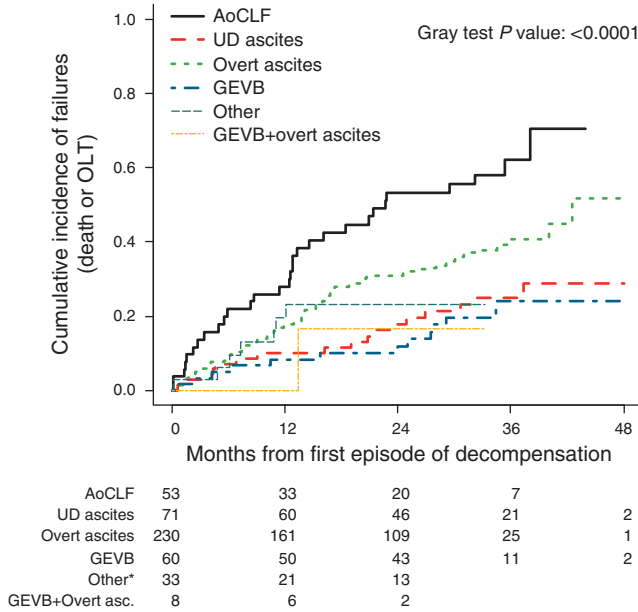 AoCLF
UD ascites
Overt ascites
GEVB
Other
GEVB+overt ascites
Gray test P value: <0.0001
Cumulative incidence of failures
(death or OLT)
1.0
0.8
0.6
0.4
0.2
0.0
0 12 24 36 48
Months from first episode of decompensation
AoCLF 53 33 20 7
UD ascites 71 60 46 21 2
Overt ascites 230 161 109 25 1
GEVB 60 50 43 11 2
Other* 33 21 13
GEVB+Overt asc. 8 6 2